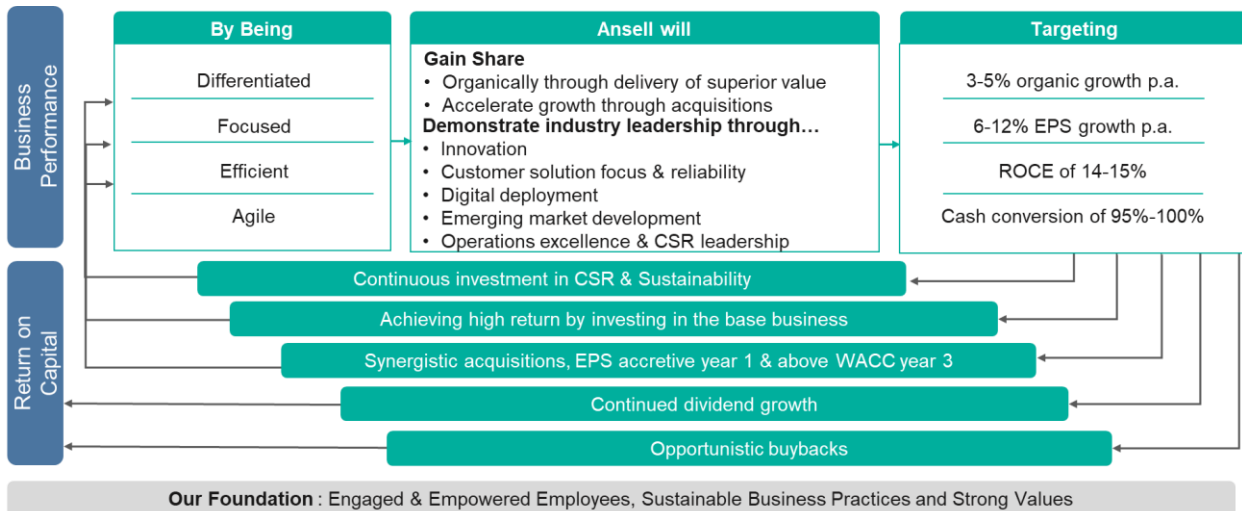 Business
Performance
By Being
Differentiated
Focused
Efficient
Agile
Ansell will
Gain Share
• Organically through delivery of superior value
• Accelerate growth through acquisitions
Demonstrate industry leadership through…
• Innovation
• Customer solution focus & reliability
• Digital deployment
• Emerging market development
• Operations excellence & CSR leadership
Targeting
3-5% organic growth p.a.
6-12% EPS growth p.a.
ROCE of 14-15%
Cash conversion of 95%-100%
Return on
Capital
Continuous investment in CSR & Sustainability
Achieving high return by investing in the base business
Synergistic acquisitions, EPS accretive year 1 & above WACC year 3
Continued dividend growth
Opportunistic buybacks
Our Foundation : Engaged & Empowered Employees, Sustainable Business Practices and Strong Values